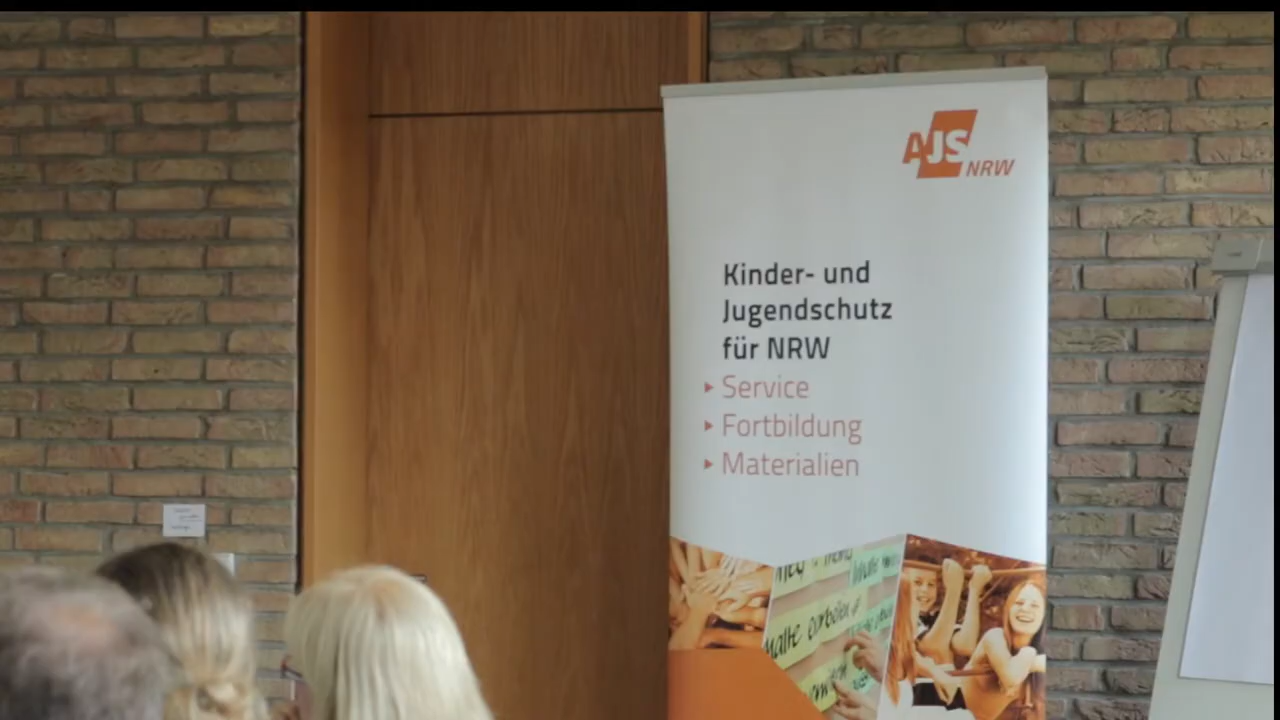 AJS
NRW
Kinder- und
Jugendschutz
für NRW
Service
Fortbildung
Materialien